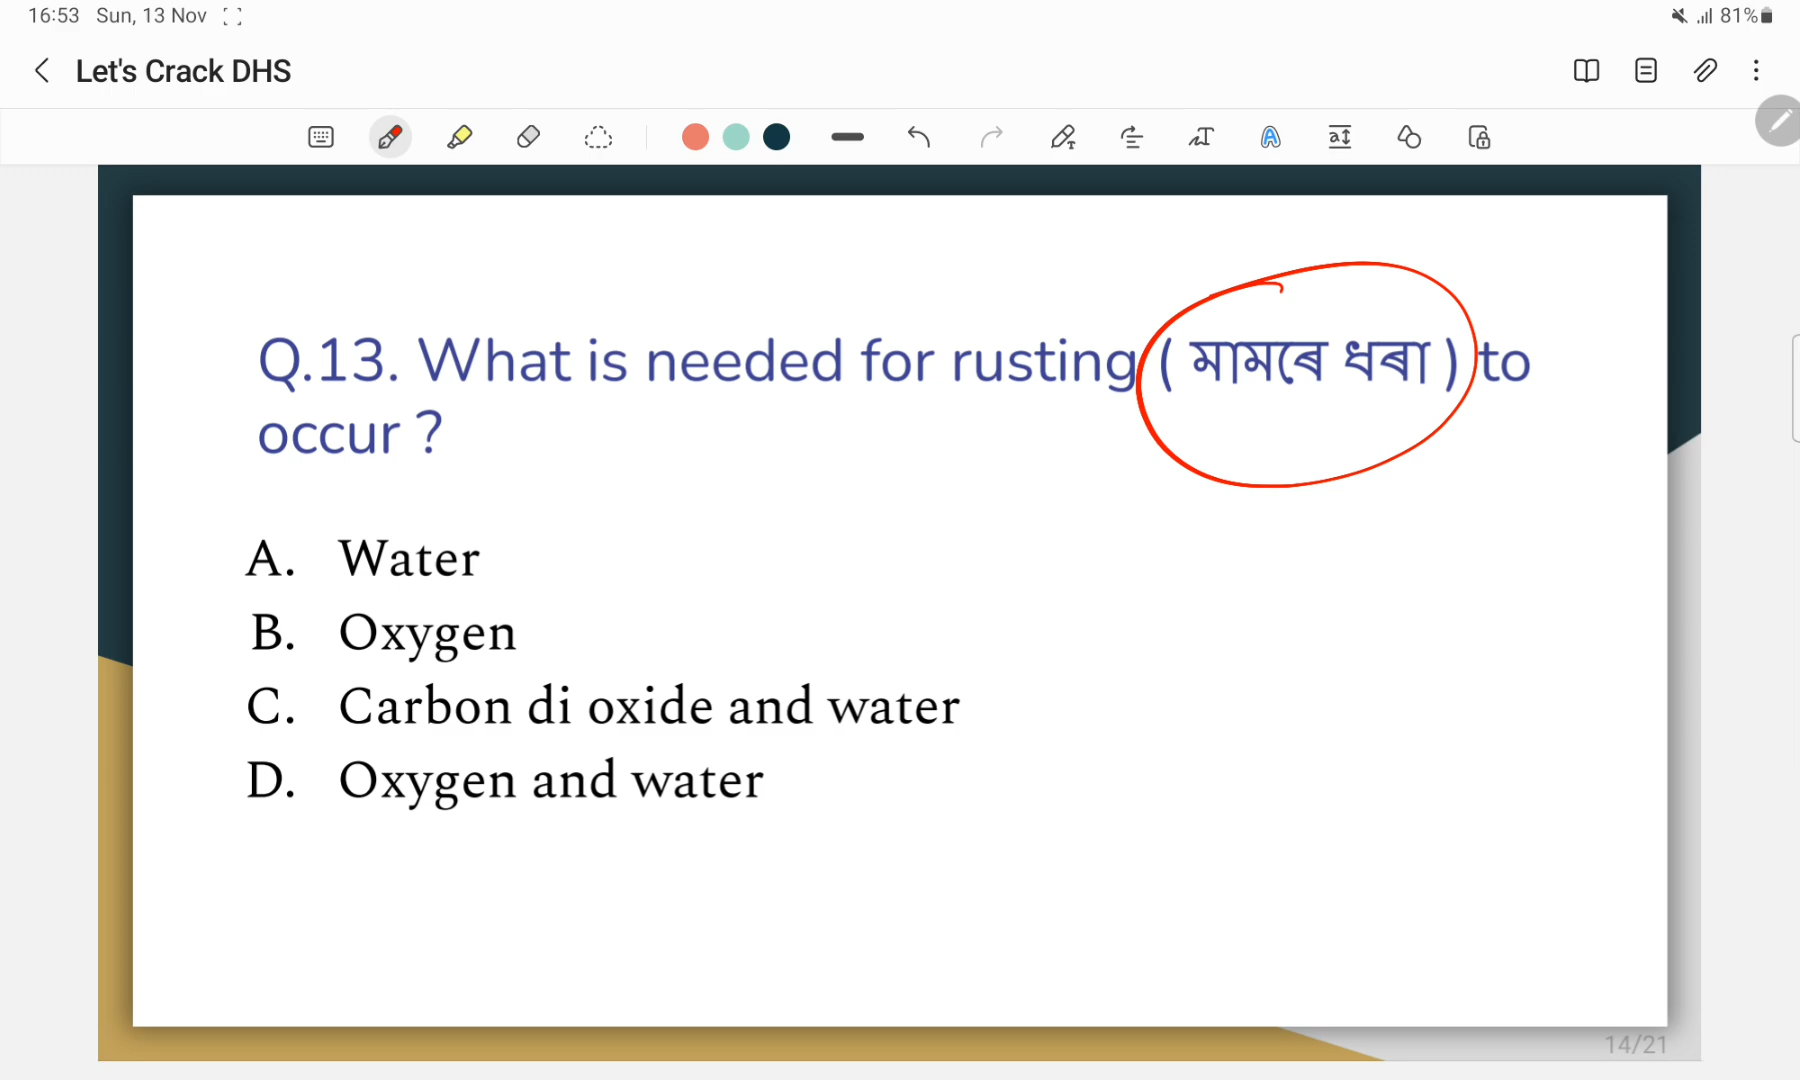 16:53 Sun, 13 Nov
81%
Let's Crack DHS
Q.13. What is needed for rusting ( মামৰে ধৰা ) to
occur ?
A. Water
B. Oxygen
C. Carbon di oxide and water
D. Oxygen and water
14/21